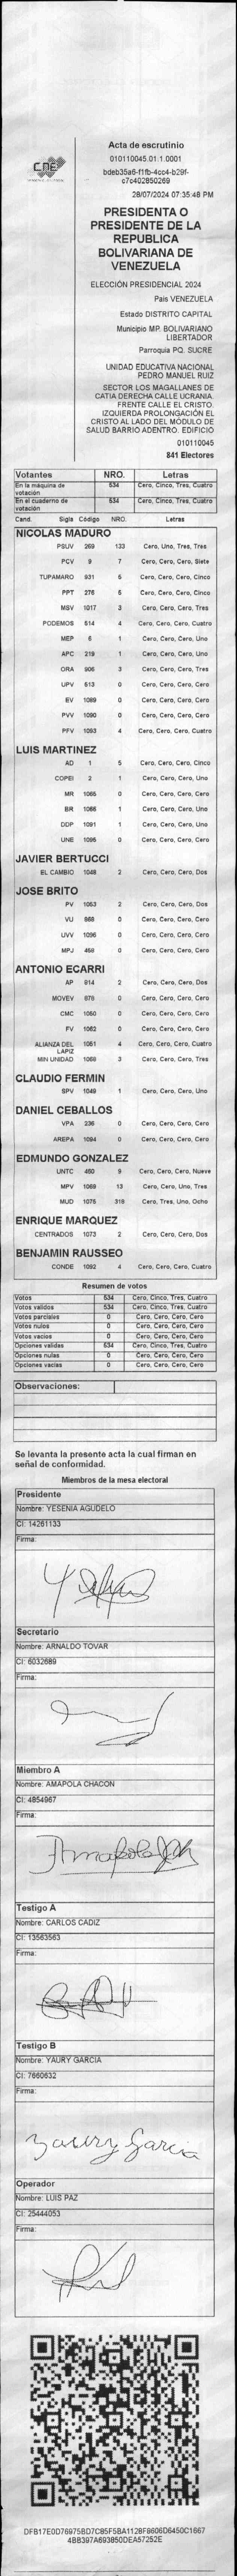 CNE
Acta de escrutinio
010110045.01.1.0001
bdeb35a6-f1fb-4cc4-b29f-
c7c402850269
28/07/2024 07:35:48 PM
PRESIDENTA O
PRESIDENTE DE LA
REPUBLICA
BOLIVARIANA DE
VENEZUELA
ELECCIÓN PRESIDENCIAL 2024
País VENEZUELA
Estado DISTRITO CAPITAL
Municipio MP. BOLIVARIANO
LIBERTADOR
Parroquia PQ. SUCRE
UNIDAD EDUCATIVA NACIONAL
PEDRO MANUEL RUIZ
SECTOR LOS MAGALLANES DE
CATIA DERECHA CALLE UCRANIA.
FRENTE CALLE EL CRISTO.
IZQUIERDA PROLONGACIÓN EL
CRISTO AL LADO DEL MÓDULO DE
SALUD BARRIO ADENTRO. EDIFICIO
010110045
841 Electores
Votantes NRO. Letras
En la máquina de votación 534 Cero, Cinco, Tres, Cuatro
En el cuaderno de votación 534 Cero, Cinco, Tres, Cuatro
Cand. Sigla Código NRO. Letras
NICOLAS MADURO
PSUV 269 133 Cero, Uno, Tres, Tres
PCV 9 7 Cero, Cero, Cero, Siete
TUPAMARO 931 5 Cero, Cero, Cero, Cinco
PPT 276 5 Cero, Cero, Cero, Cinco
MSV 1017 3 Cero, Cero, Cero, Tres
PODEMOS 514 4 Cero, Cero, Cero, Cuatro
MEP 6 1 Cero, Cero, Cero, Uno
APC 219 1 Cero, Cero, Cero, Uno
ORA 906 3 Cero, Cero, Cero, Tres
UPV 513 0 Cero, Cero, Cero, Cero
EV 1089 0 Cero, Cero, Cero, Cero
PVV 1090 0 Cero, Cero, Cero, Cero
PFV 1093 4 Cero, Cero, Cero, Cuatro
LUIS MARTINEZ
AD 1 5 Cero, Cero, Cero, Cinco
COPEI 2 1 Cero, Cero, Cero, Uno
MR 1065 0 Cero, Cero, Cero, Cero
BR 1066 1 Cero, Cero, Cero, Uno
DDP 1091 1 Cero, Cero, Cero, Uno
UNE 1095 0 Cero, Cero, Cero, Cero
JAVIER BERTUCCI
EL CAMBIO 1048 2 Cero, Cero, Cero, Dos
JOSE BRITO
PV 1053 2 Cero, Cero, Cero, Dos
VU 988 0 Cero, Cero, Cero, Cero
UVV 1096 0 Cero, Cero, Cero, Cero
MPJ 459 0 Cero, Cero, Cero, Cero
ANTONIO ECARRI
AP 914 2 Cero, Cero, Cero, Dos
MOVEV 878 0 Cero, Cero, Cero, Cero
CMC 1050 0 Cero, Cero, Cero, Cero
FV 1052 0 Cero, Cero, Cero, Cero
ALIANZA DEL LAPIZ 1051 4 Cero, Cero, Cero, Cuatro
MIN UNIDAD 1068 3 Cero, Cero, Cero, Tres
CLAUDIO FERMIN
SPV 1049 1 Cero, Cero, Cero, Uno
DANIEL CEBALLOS
VPA 236 0 Cero, Cero, Cero, Cero
AREPA 1094 0 Cero, Cero, Cero, Cero
EDMUNDO GONZALEZ
UNTC 450 9 Cero, Cero, Cero, Nueve
MPV 1069 13 Cero, Cero, Uno, Tres
MUD 1075 318 Cero, Tres, Uno, Ocho
ENRIQUE MARQUEZ
CENTRADOS 1073 2 Cero, Cero, Cero, Dos
BENJAMIN RAUSSEO
CONDE 1092 4 Cero, Cero, Cero, Cuatro
Resumen de votos
Votos 534 Cero, Cinco, Tres, Cuatro
Votos validos 534 Cero, Cinco, Tres, Cuatro
Votos parciales 0 Cero, Cero, Cero, Cero
Votos nulos 0 Cero, Cero, Cero, Cero
Votos vacios 0 Cero, Cero, Cero, Cero
Opciones validas 534 Cero, Cinco, Tres, Cuatro
Opciones nulas 0 Cero, Cero, Cero, Cero
Opciones vacias 0 Cero, Cero, Cero, Cero
Observaciones:
Se levanta la presente acta la cual firman en
señal de conformidad.
Miembros de la mesa electoral
Presidente
Nombre: YESENIA AGUDELO
CI: 14261133
Firma:
Secretario
Nombre: ARNALDO TOVAR
CI: 6032689
Firma:
Miembro A
Nombre: AMAPOLA CHACON
CI: 4854967
Firma:
Testigo A
Nombre: CARLOS CADIZ
CI: 13563563
Firma:
Testigo B
Nombre: YAURY GARCIA
CI: 7660632
Firma:
Yaury Garcia
Operador
Nombre: LUIS PAZ
CI: 25444053
Firma:
DFB17E0D76975BD7C85F5BA1128F9606D6450C1667
4BB397A693850DEA57252E